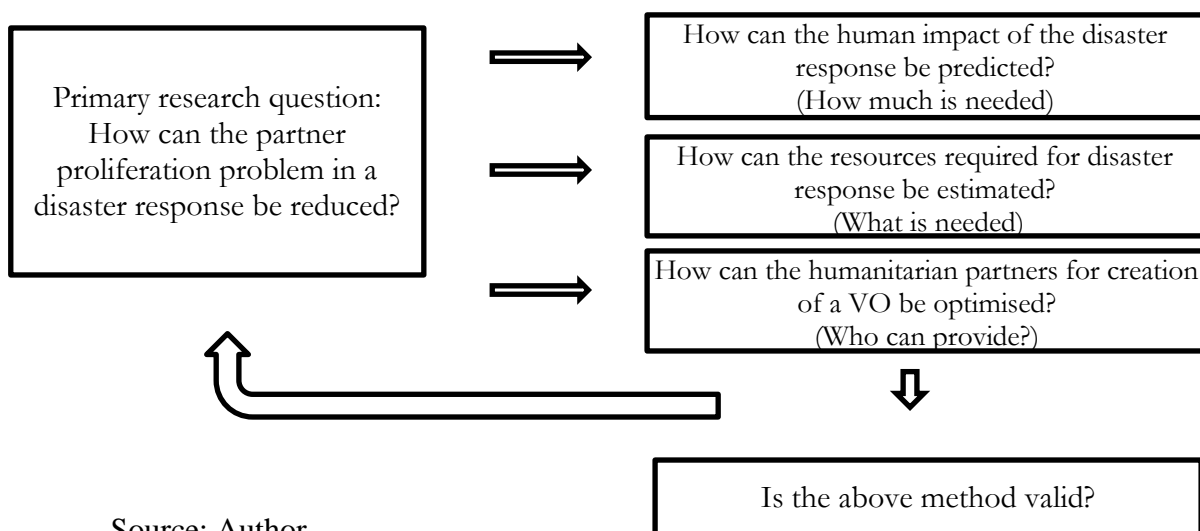 Primary research question:
How can the partner
proliferation problem in a
disaster response be reduced?
How can the human impact of the disaster
response be predicted?
(How much is needed)
How can the resources required for disaster
response be estimated?
(What is needed)
How can the humanitarian partners for creation
of a VO be optimised?
(Who can provide?)
Is the above method valid?
Source: Author